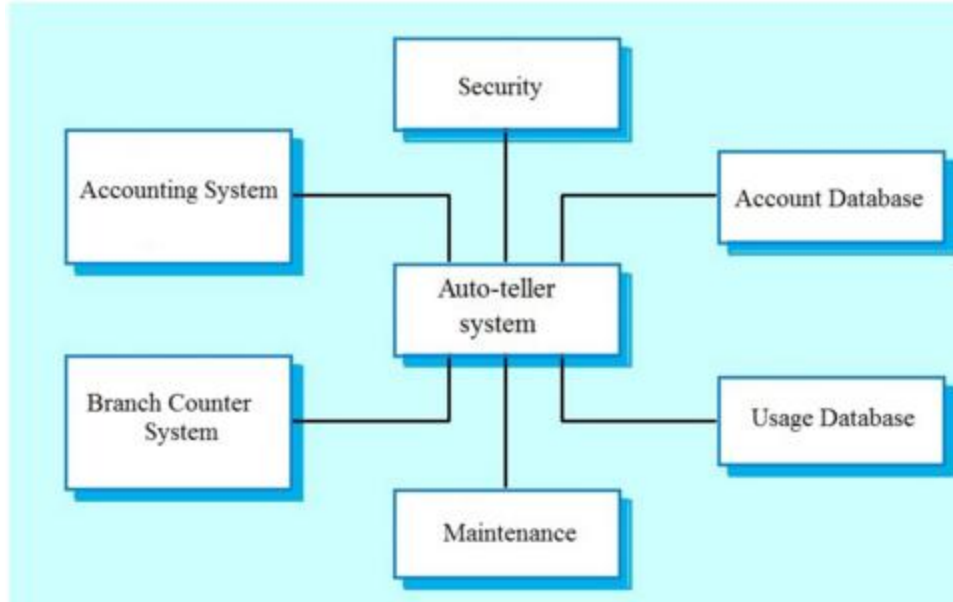 Security
Accounting System
Account Database
Auto-teller
system
Branch Counter
System
Usage Database
Maintenance